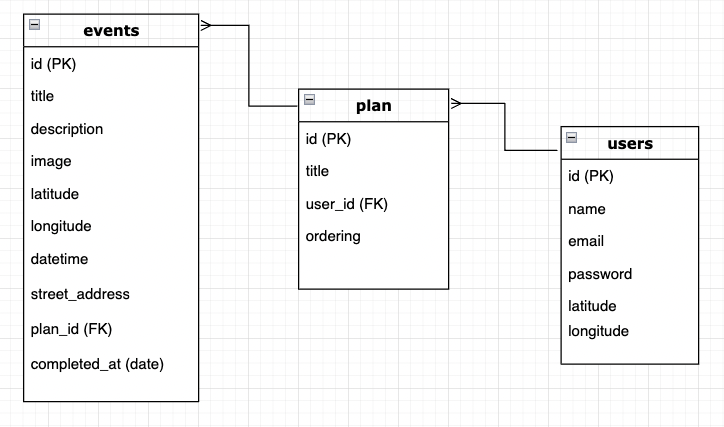 events
id (PK)
title
description
image
latitude
longitude
datetime
street_address
plan_id (FK)
completed_at (date)
plan
id (PK)
title
user_id (FK)
ordering
users
id (PK)
name
email
password
latitude
longitude